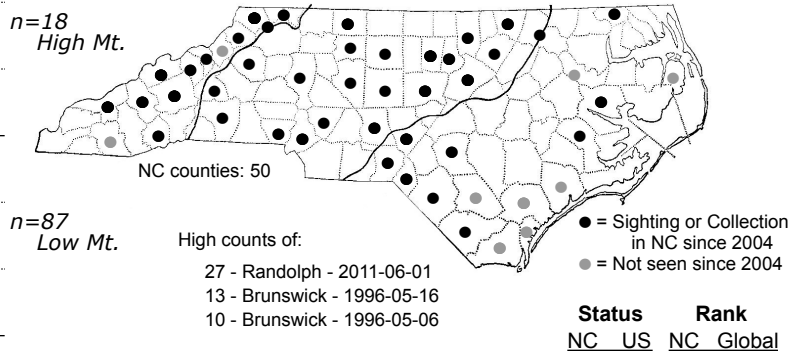 n=18
High Mt.
NC counties: 50
n=87
Low Mt.
High counts of:
27 - Randolph - 2011-06-01
13 - Brunswick - 1996-05-16
10 - Brunswick - 1996-05-06
● = Sighting or Collection
in NC since 2004
● = Not seen since 2004
Status Rank
NC US NC Global